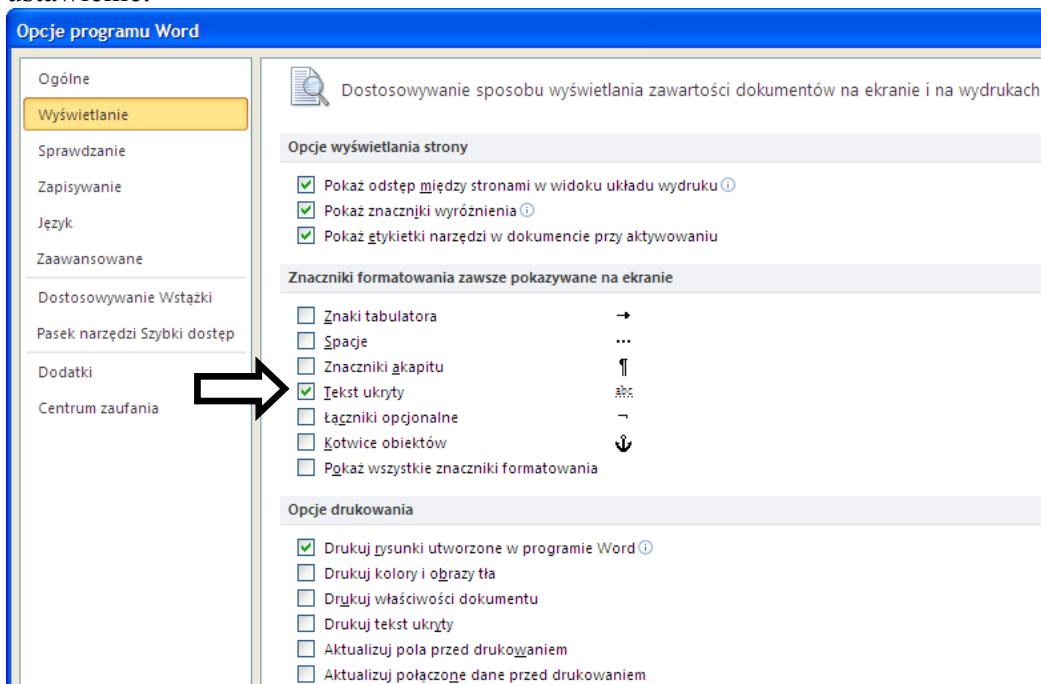 Opcje programu Word
Ogólne
Wyświetlanie
Sprawdzanie
Zapisywanie
Język
Zaawansowane
Dostosowywanie Wstążki
Pasek narzędzi Szybki dostęp
Dodatki
Centrum zaufania
Dostosowywanie sposobu wyświetlania zawartości dokumentów na ekranie i na wydrukach
Opcje wyświetlania strony
Pokaż odstęp między stronami w widoku układu wydruku
Pokaż znaczniki wyróżnienia
Pokaż etykietki narzędzi w dokumencie przy aktywowaniu
Znaczniki formatowania zawsze pokazywane na ekranie
Znaki tabulatora →
Spacje ...
Znaczniki akapitu ¶
Tekst ukryty abc
Łączniki opcjonalne ¬
Kotwice obiektów
Pokaż wszystkie znaczniki formatowania
Opcje drukowania
Drukuj rysunki utworzone w programie Word
Drukuj kolory i obrazy tła
Drukuj właściwości dokumentu
Drukuj tekst ukryty
Aktualizuj pola przed drukowaniem
Aktualizuj połączone dane przed drukowaniem